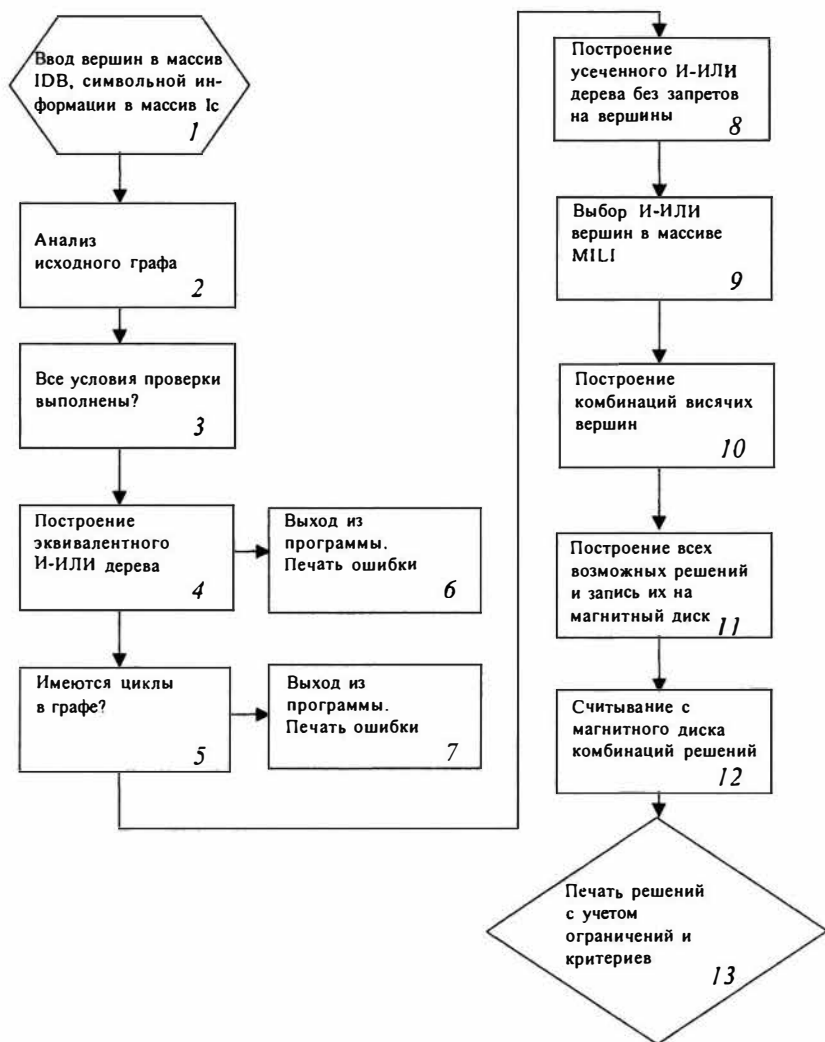 Ввод вершин в массив
IDB, символьной ин-
формации в массив Ic
1
Анализ
исходного графа
2
Все условия проверки
выполнены?
3
Построение
эквивалентного
И-ИЛИ дерева
4
Выход из
программы.
Печать ошибки
6
Имеются циклы
в графе?
5
Выход из
программы.
Печать ошибки
7
Построение
усеченного И-ИЛИ
дерева без запретов
на вершины
8
Выбор И-ИЛИ
вершин в массиве
MILI
9
Построение
комбинаций висячих
вершин
10
Построение всех
возможных решений
и запись их на
магнитный диск
11
Считывание с
магнитного диска
комбинаций решений
12
Печать решений
с учетом
ограничений и
критериев
13